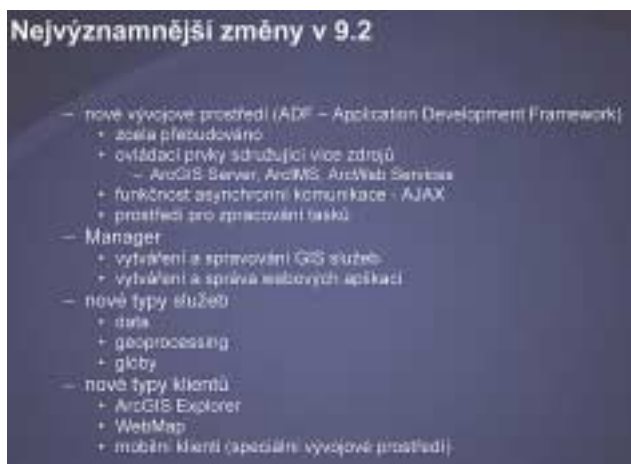 Nejvýznamnější změny v 9.2
– nové vývojové prostředí (ADF – Application Development Framework)
• zcela přebudováno
• ovládací prvky sdružující více zdrojů
– ArcGIS Server, ArcIMS, ArcWeb Services
• funkčnost asynchronní komunikace - AJAX
• prostředí pro zpracování tasků
– Manager
• vytváření a spravování GIS služeb
• vytváření a správa webových aplikací
– nové typy služeb
• data
• geoprocessing
• glóby
– nové typy klientů
• ArcGIS Explorer
• WebMap
• mobilní klienti (speciální vývojové prostředí)